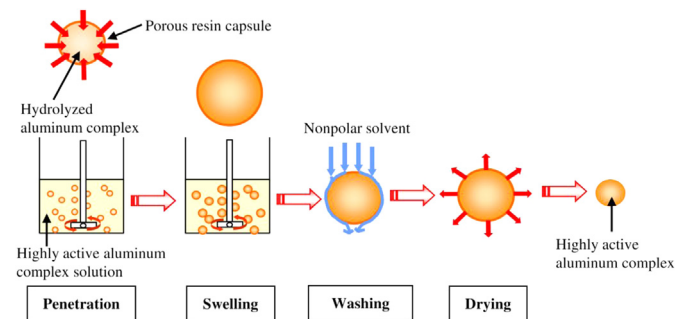 Porous resin capsule
Hydrolyzed
aluminum complex
Nonpolar solvent
Highly active aluminum
complex solution
Highly active
aluminum complex
Penetration
Swelling
Washing
Drying